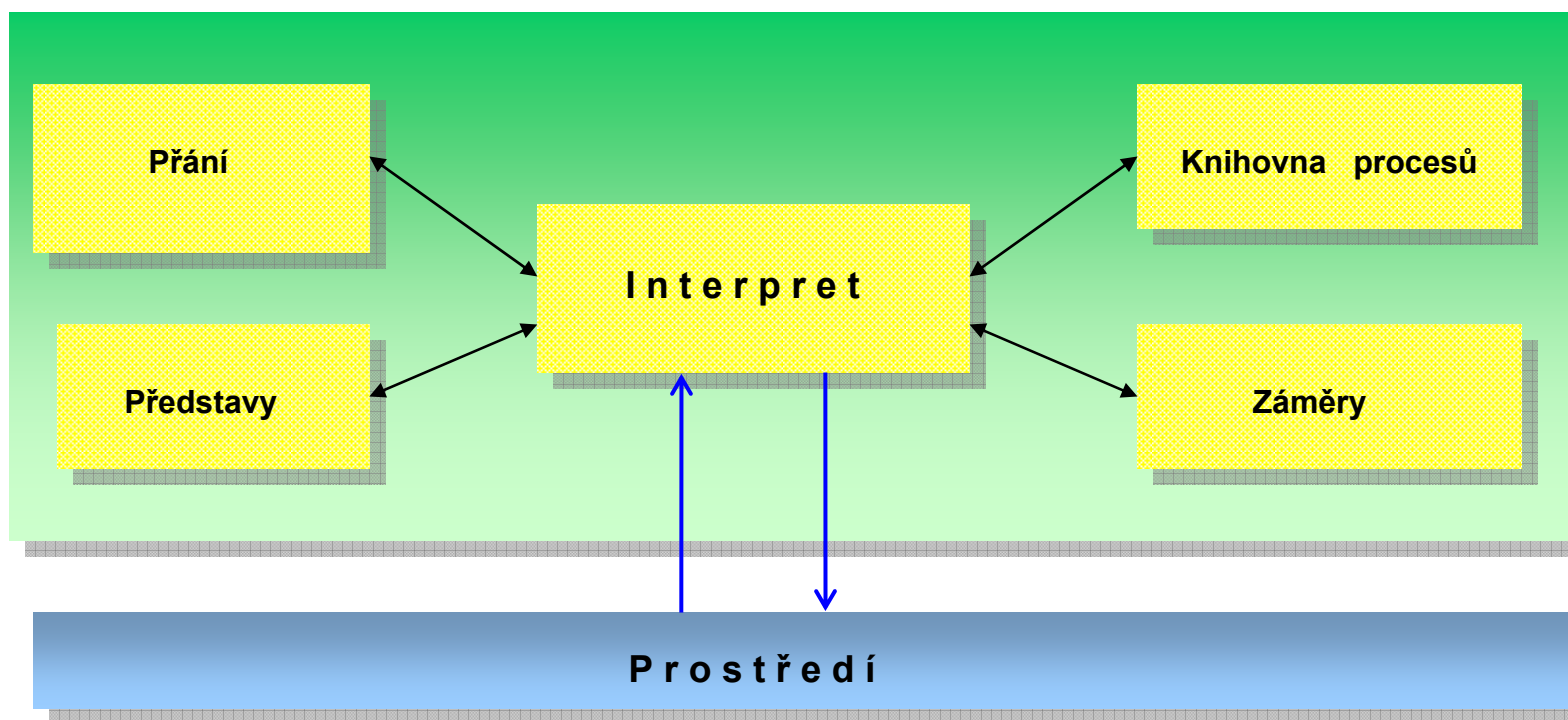 Přání
Knihovna procesů
Interpret
Představy
Záměry
Prostředí